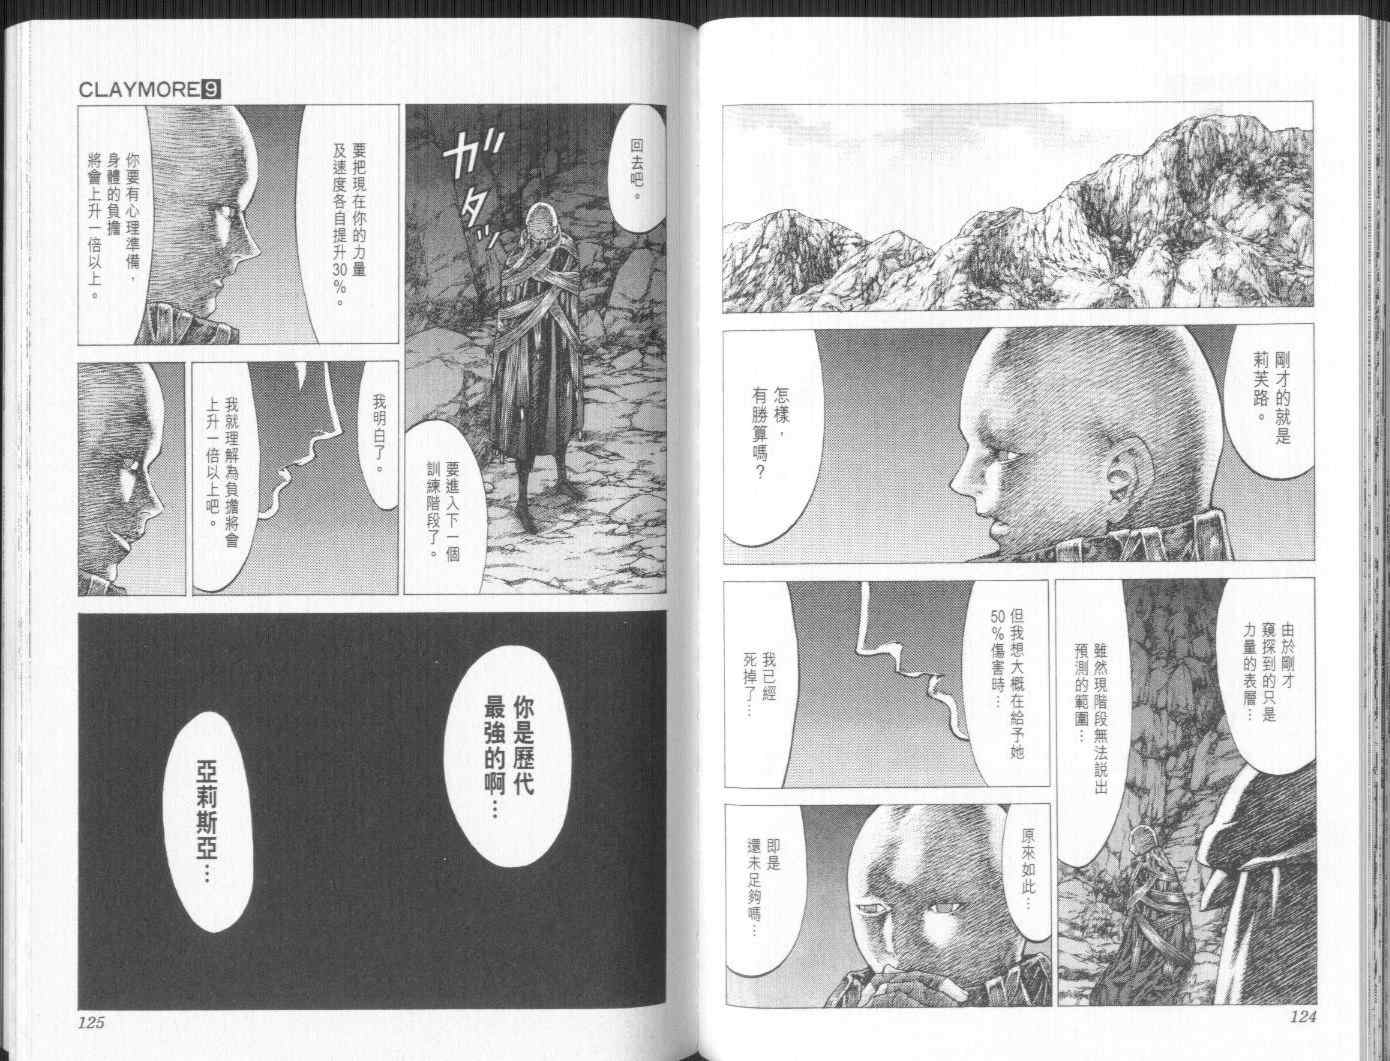 剛才的就是
莉芙路。
怎樣，
有勝算嗎？
由於剛才
窺探到的只是
力量的表層…
雖然現階段無法說出
預測的範圍…
但我想大概在給予她
50%傷害時…
我已經
死掉了…
原來如此…
即是
還未足夠嗎…
124
CLAYMORE 9
回去吧。
ガタッ
要進入下一個
訓練階段了。
要把現在你的力量
及速度各自提升30%。
你要有心理準備，
身體的負擔
將會上升一倍以上。
我明白了。
我就理解為負擔將會
上升一倍以上吧。
你是歷代
最強的啊…
亞莉斯亞…
125